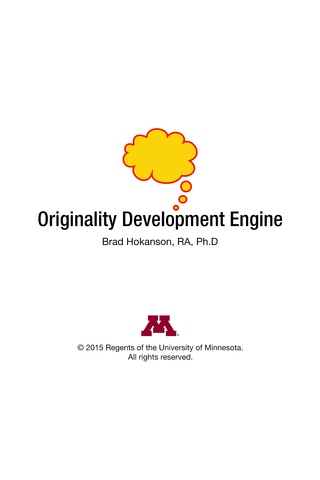 Originality Development Engine
Brad Hokanson, RA, Ph.D
M
© 2015 Regents of the University of Minnesota.
All rights reserved.